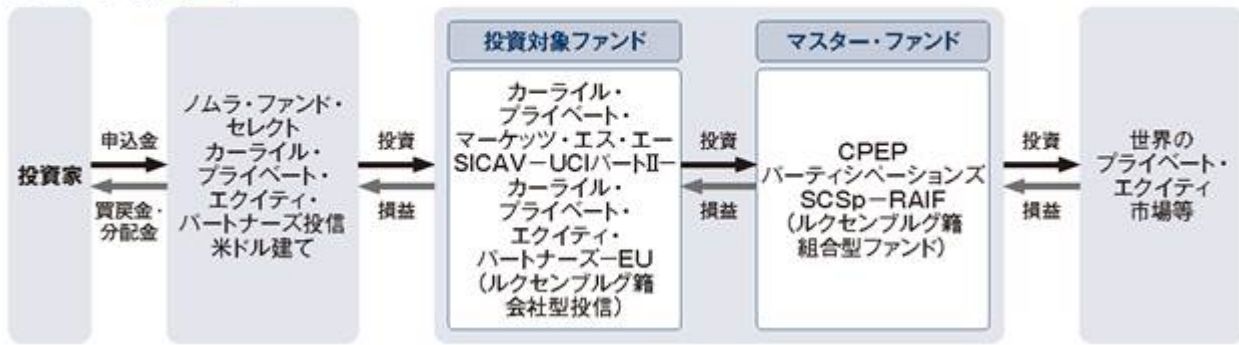 投資家
申込金
買戻金・
分配金
ノムラ・ファンド・
セレクト
カーライル・
プライベート・
エクイティ・
パートナーズ投信
米ドル建て
投資
損益
投資対象ファンド
カーライル・
プライベート・
マーケッツ・エス・エー
SICAV－UCIパートⅡ－
カーライル・
プライベート・
エクイティ・
パートナーズ－EU
(ルクセンブルグ籍
会社型投信)
投資
損益
マスター・ファンド
CPEP
パーティシペーションズ
SCSp－RAIF
(ルクセンブルグ籍
組合型ファンド)
投資
損益
世界の
プライベート・
エクイティ
市場等